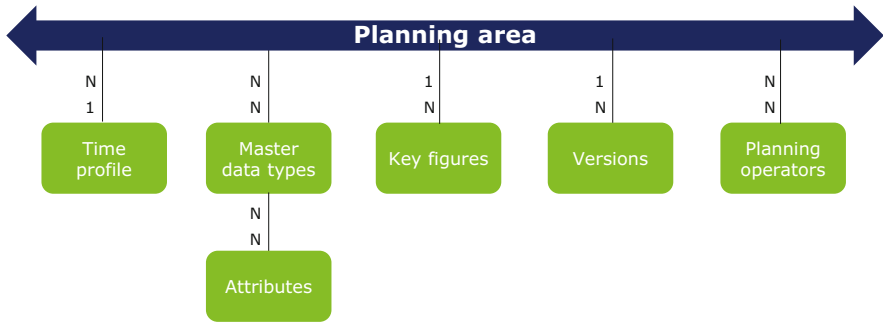 Planning area
N N 1 1 N
1 N N N N
Time profile
Master data types
Key figures
Versions
Planning operators
N
N
Attributes